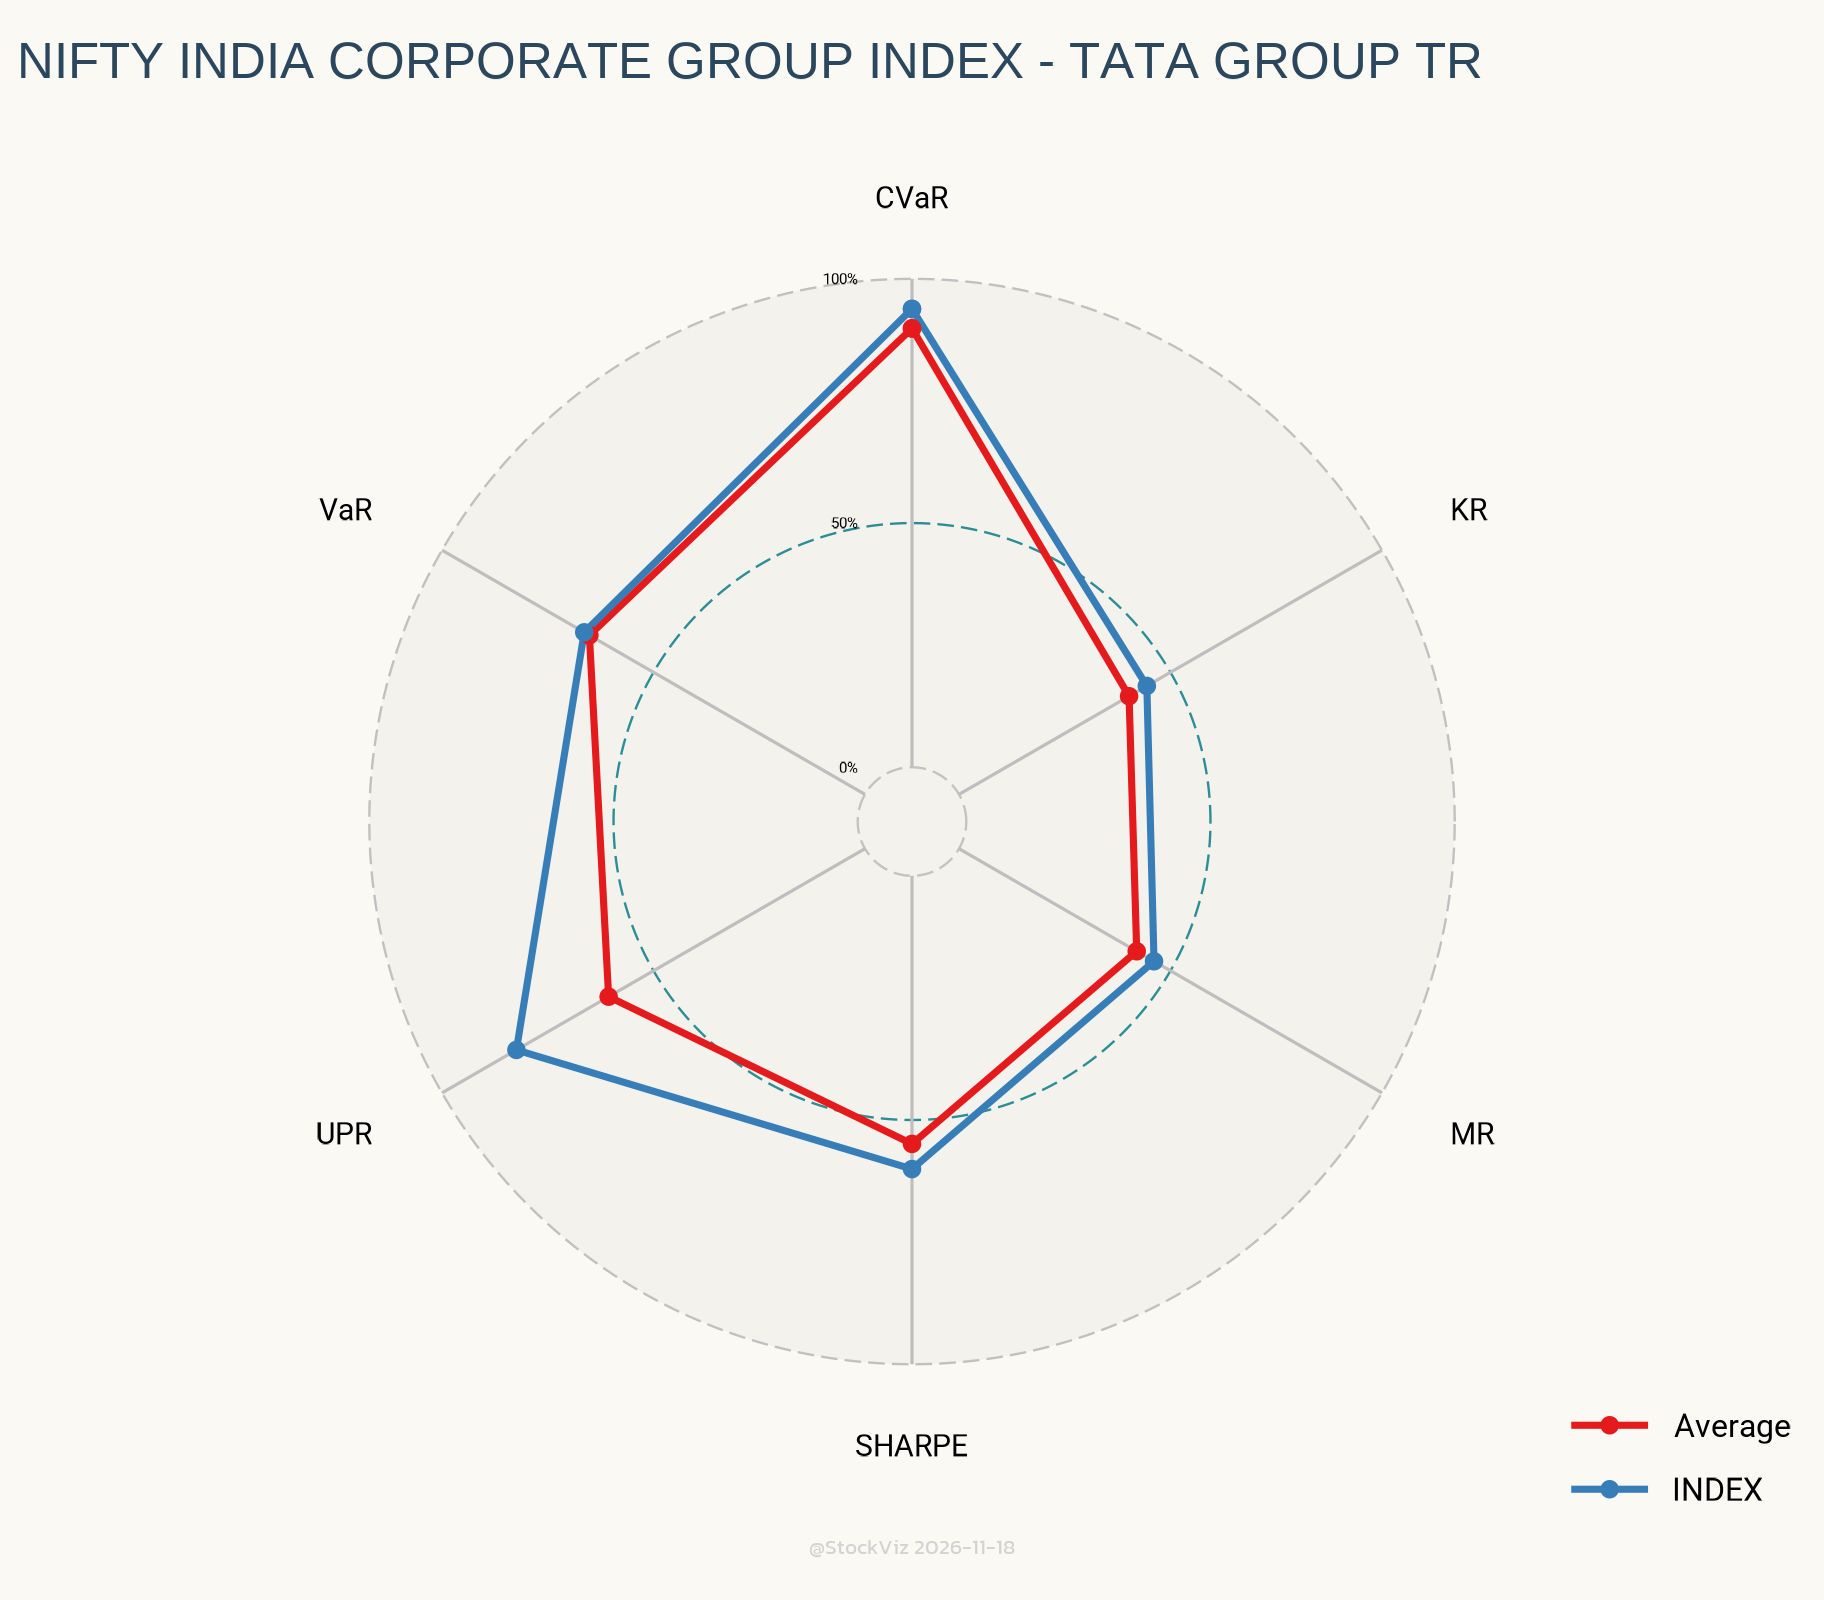 NIFTY INDIA CORPORATE GROUP INDEX - TATA GROUP TR
CVaR
100%
KR
VaR
50%
0%
UPR
MR
SHARPE
Average
INDEX
@StockViz 2026-11-18